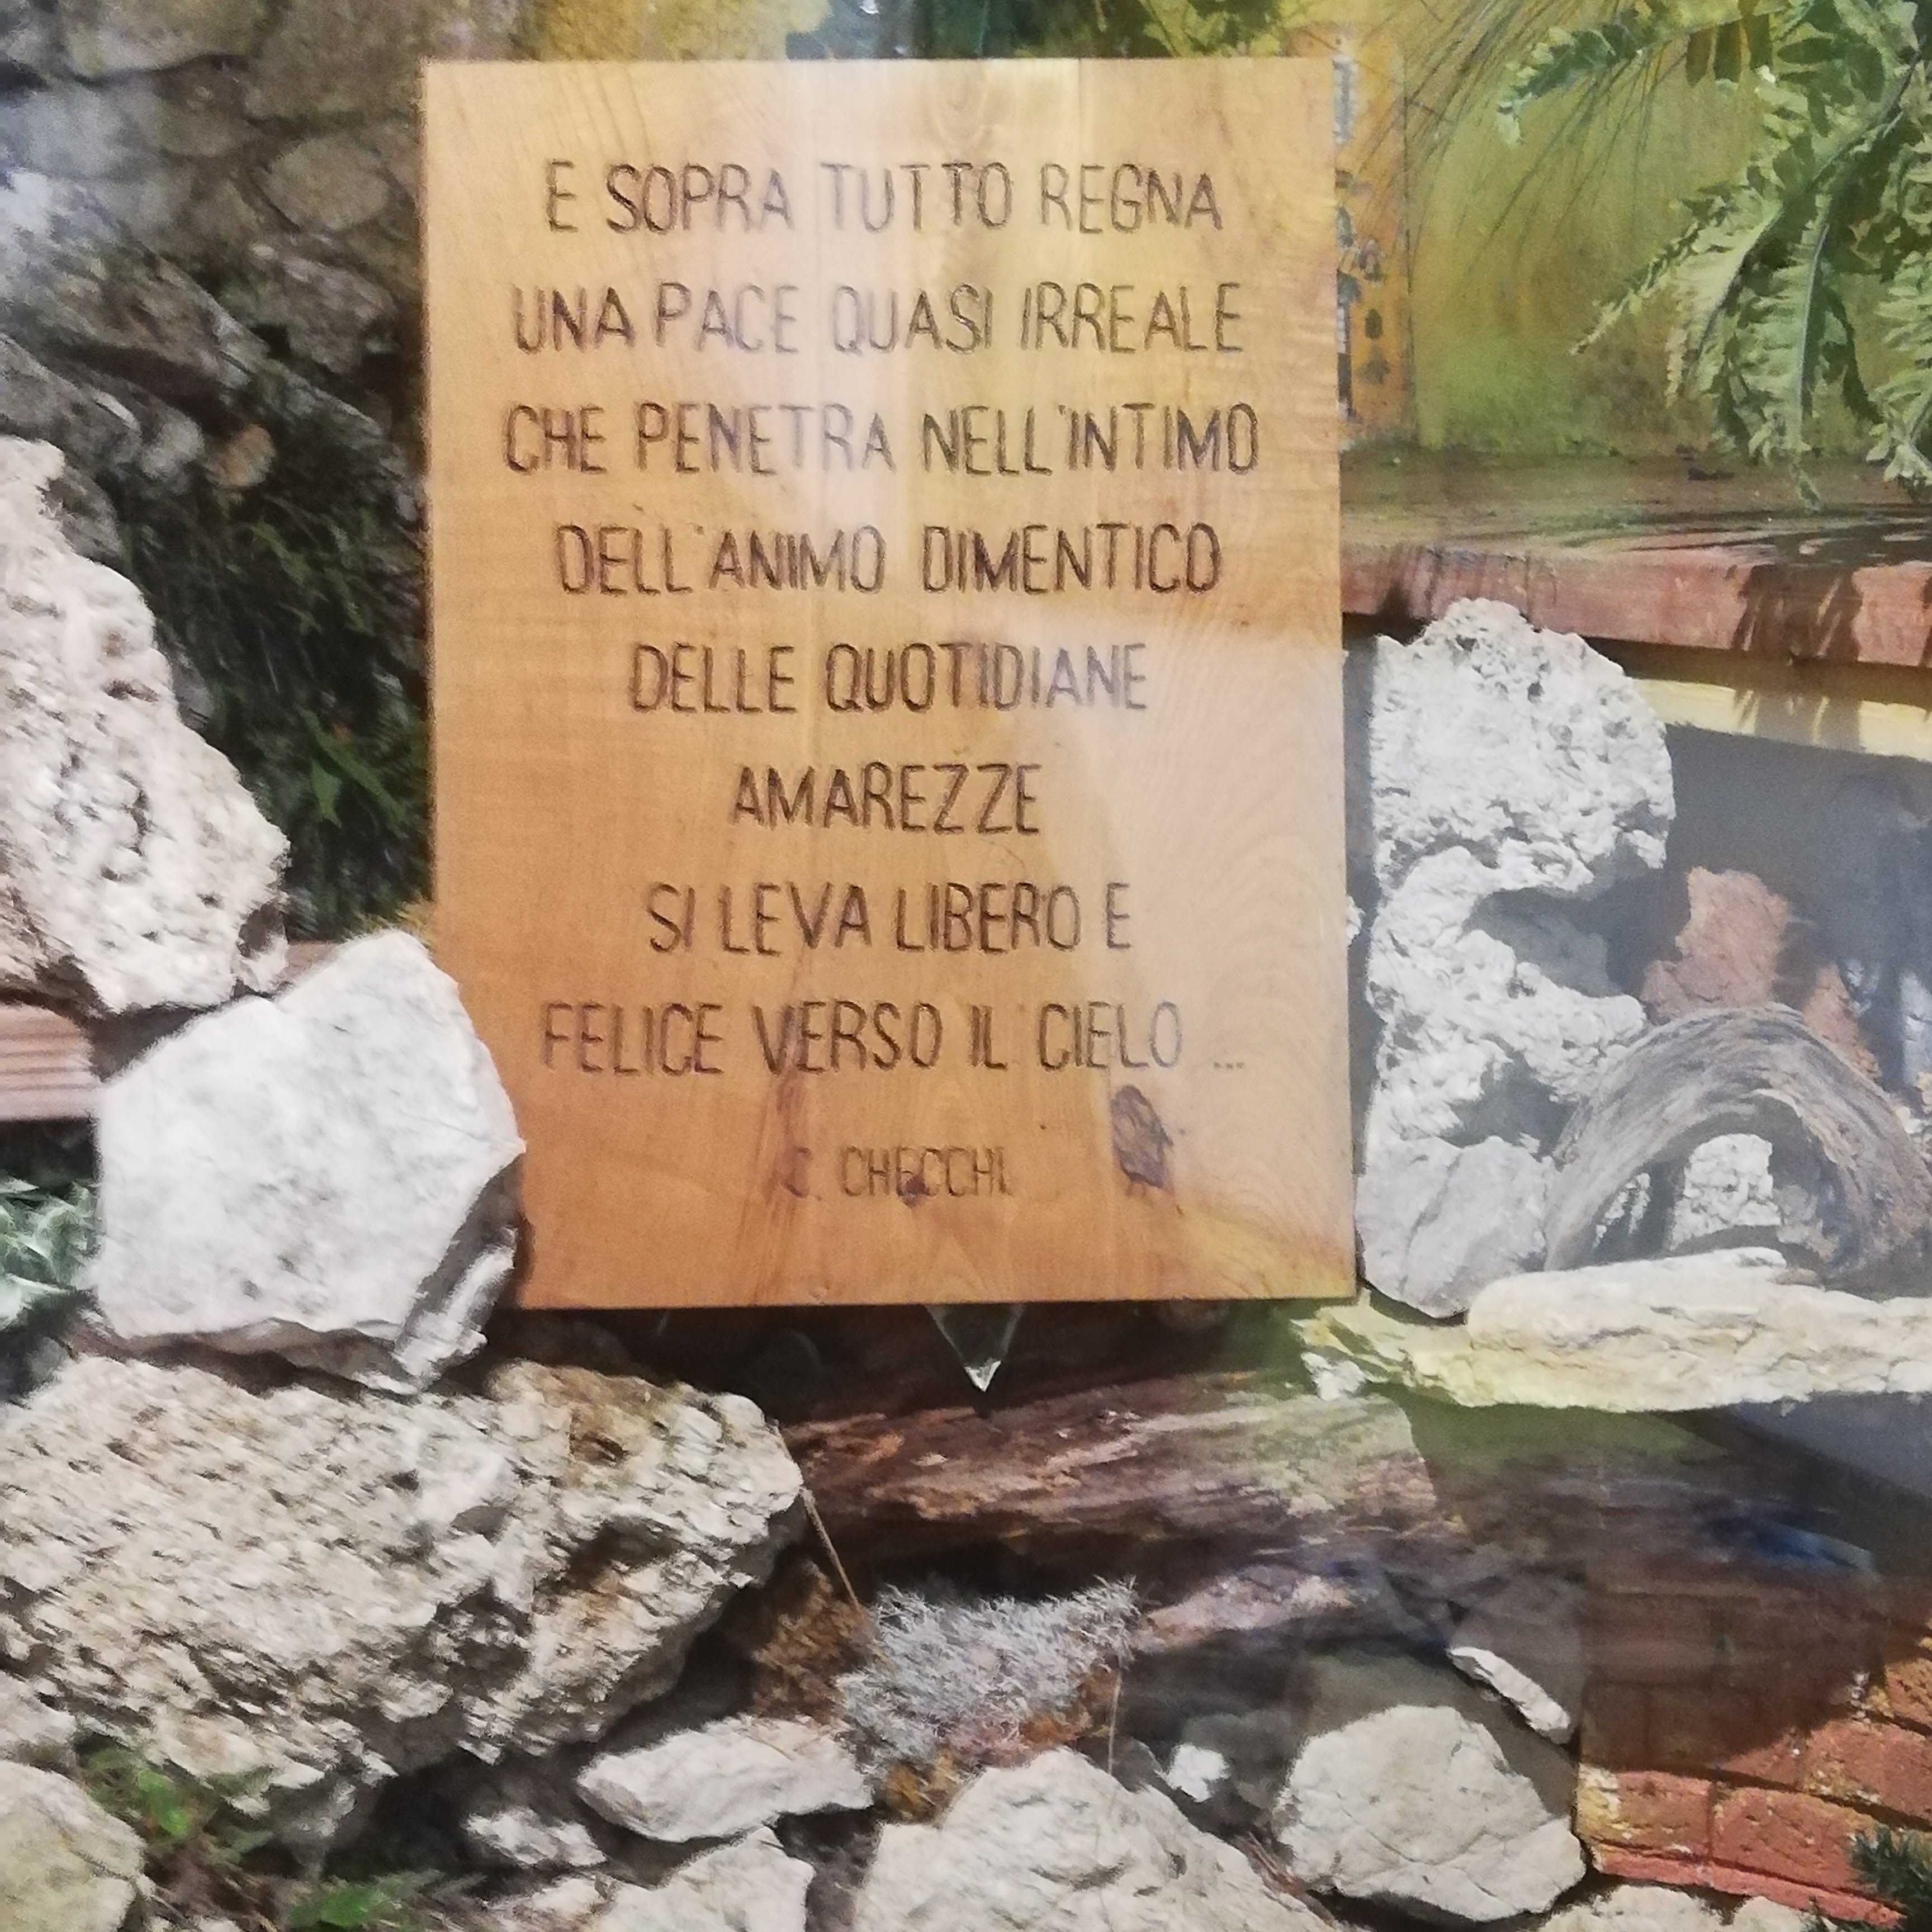 E SOPRA TUTTO REGNA
UNA PACE QUASI IRREALE
CHE PENETRA NELL'INTIMO
DELL'ANIMO DIMENTICO
DELLE QUOTIDIANE
AMAREZZE
SI LEVA LIBERO E
FELICE VERSO IL CIELO ...
C. CHECCHI